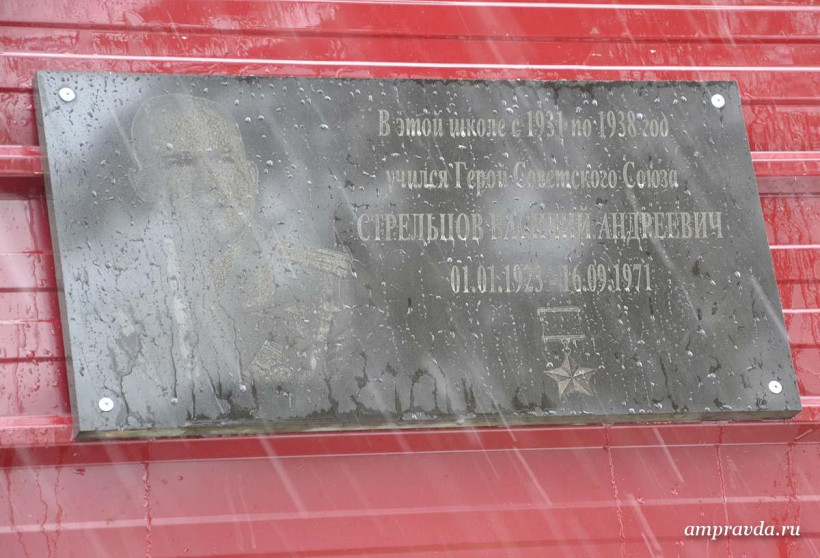 В этой школе с 1931 по 1938 год
учился Герой Советского Союза
СТРЕЛЬЦОВ ВАСИЛИЙ АНДРЕЕВИЧ
01.01.1923 - 16.09.1971
ampravda.ru